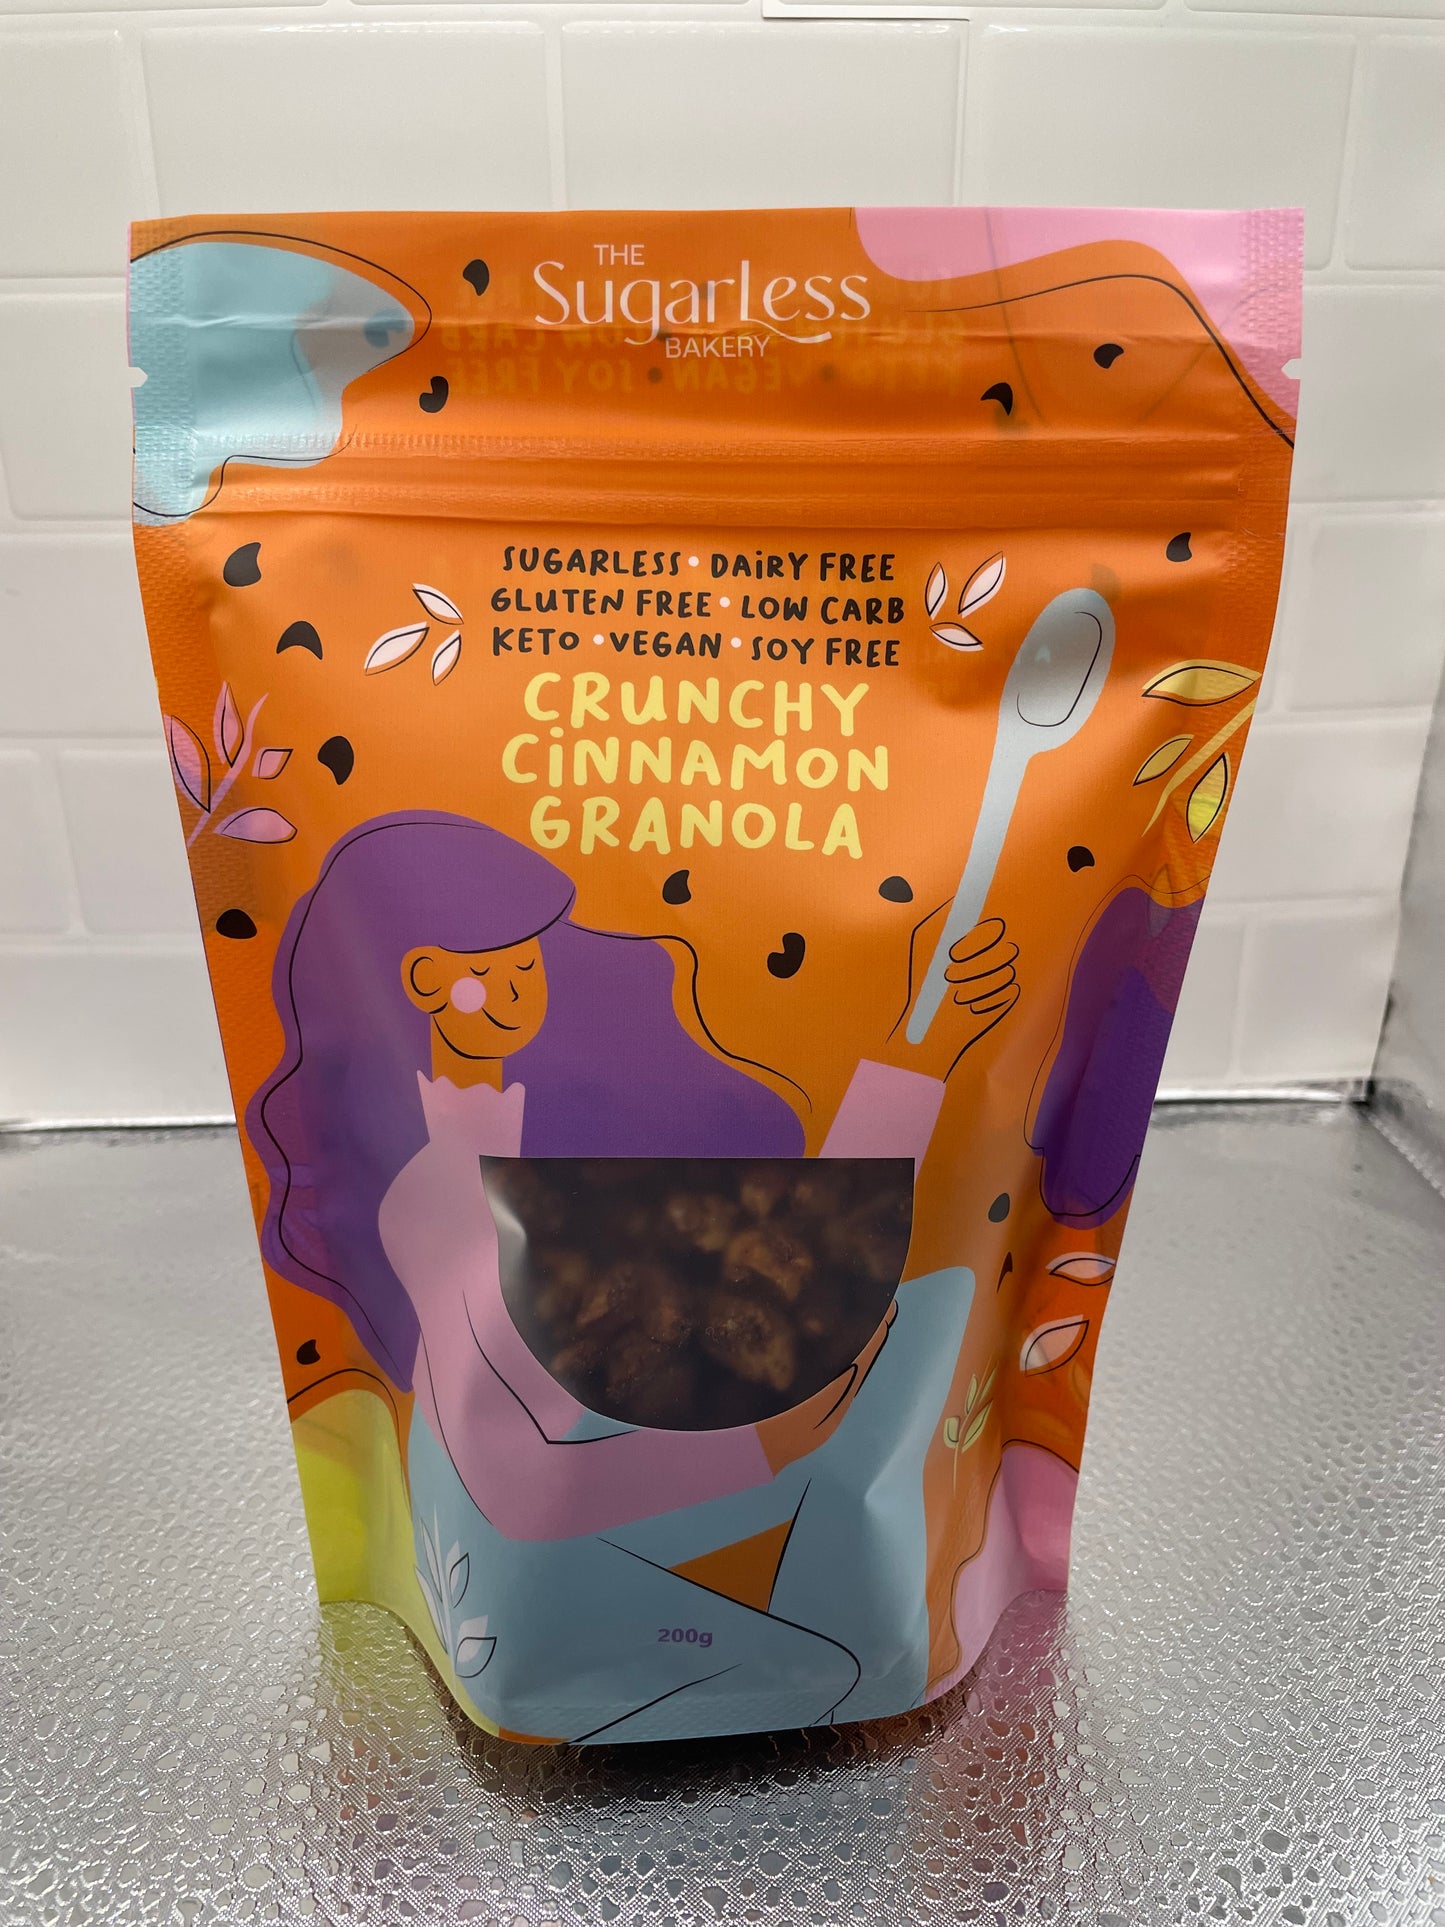 THE
SugarLess
BAKERY
SUGARLESS • DAIRY FREE
GLUTEN FREE • LOW CARB
KETO • VEGAN • SOY FREE
CRUNCHY
CINNAMON
GRANOLA
200g